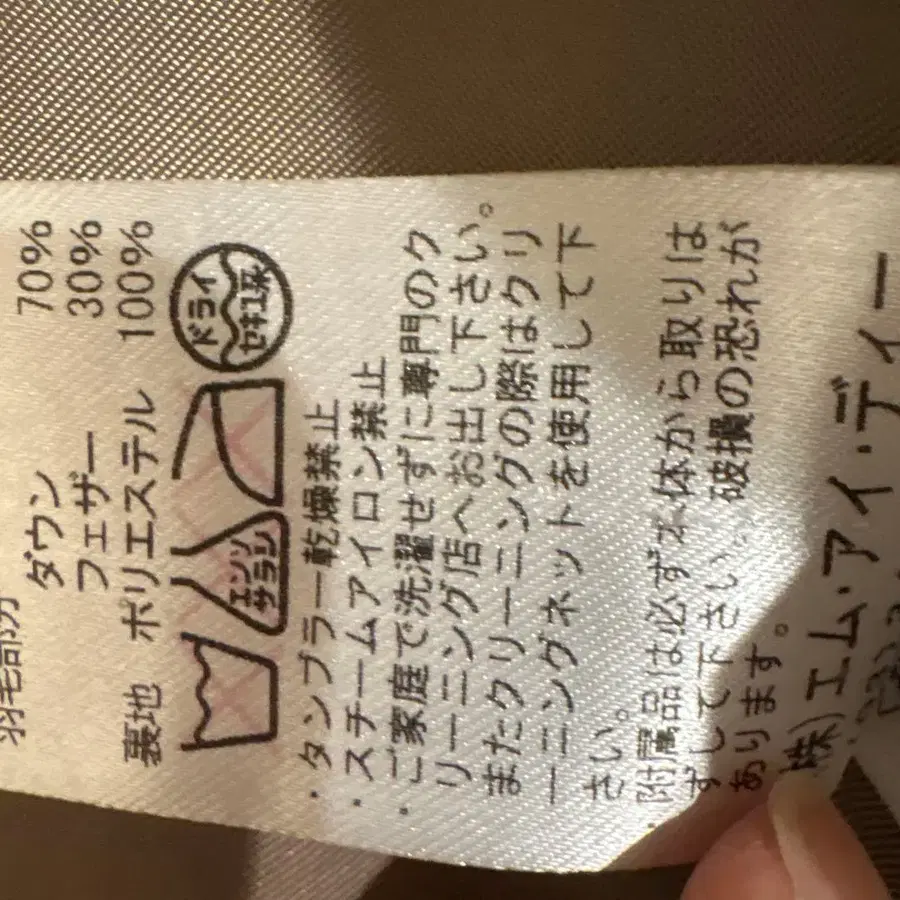 羽毛部分
ダウン 70%
フェザー 30%
裏地 ポリエステル 100%
エンソ
サラシ
ドライ
セキユ系
・タンブラー乾燥禁止
・スチームアイロン禁止
・ご家庭で洗濯せずに専門のク
リーニング店へお出し下さい。
またクリーニングの際はクリ
ーニングネットを使用して下
さい。
・附属品は必ず本体から取りは
ずして下さい。破損の恐れが
あります。
(株)エム・アイ・ディー